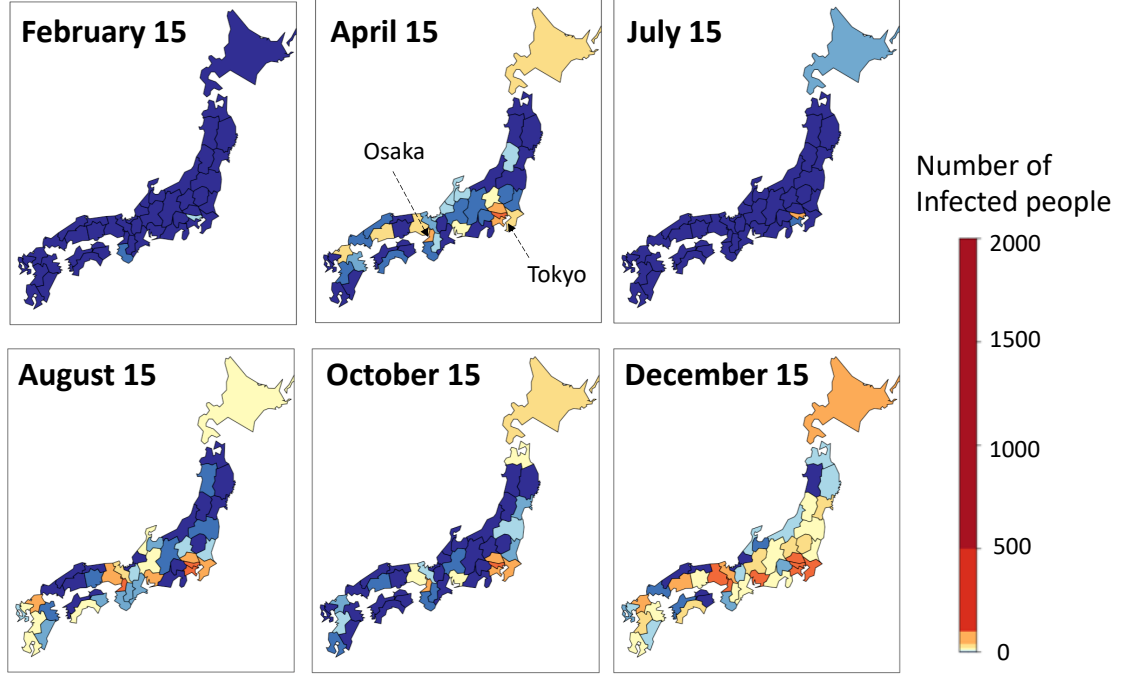 February 15
April 15
July 15
Osaka
Tokyo
Number of
Infected people
2000
1500
1000
500
0
August 15
October 15
December 15